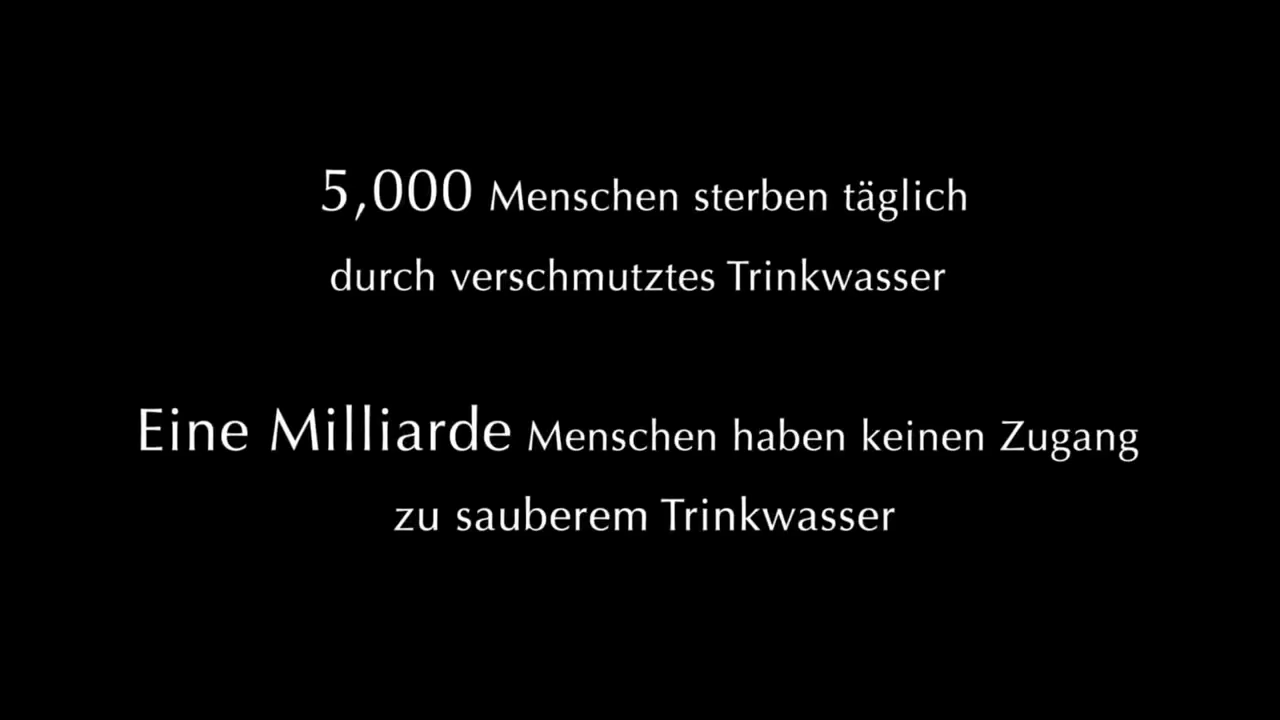 5,000 Menschen sterben täglich
durch verschmutztes Trinkwasser
Eine Milliarde Menschen haben keinen Zugang
zu sauberem Trinkwasser